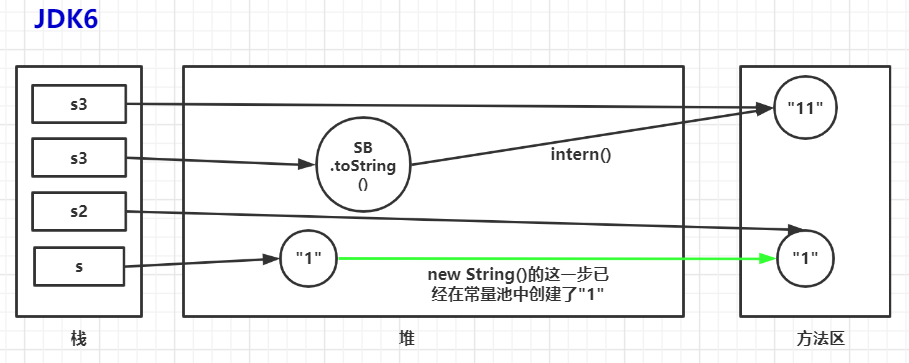 JDK6
s3
"11"
s3
SB
.toString
()
intern()
s2
s
"1"
"1"
new String()的这一步已
经在常量池中创建了"1"
栈
堆
方法区